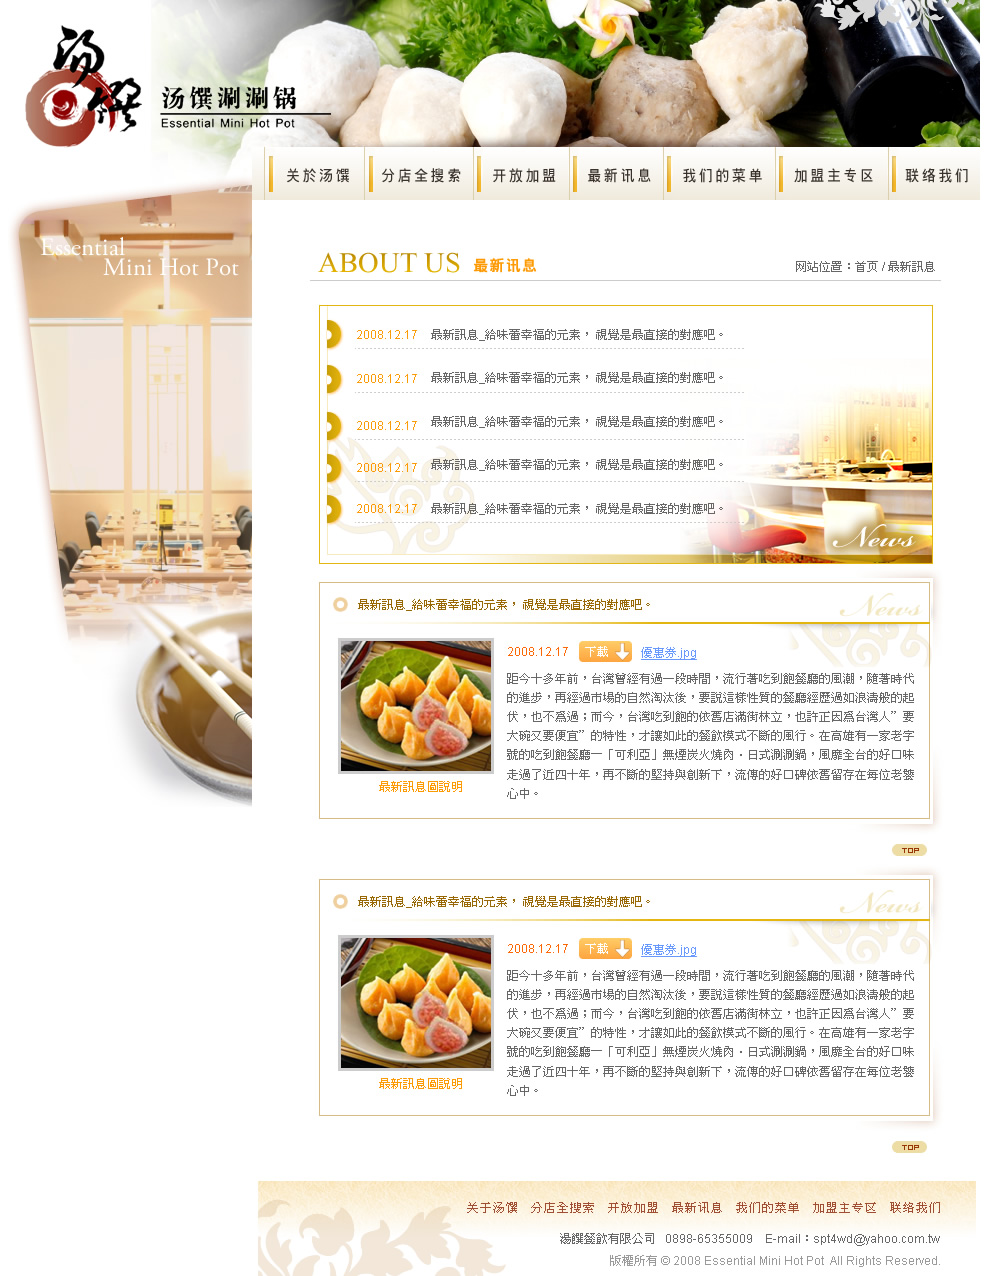 汤馔
汤馔涮涮锅
Essential Mini Hot Pot
关於汤馔
分店全搜索
开放加盟
最新讯息
我们的菜单
加盟主专区
联络我们
Essential
Mini Hot Pot
ABOUT US 最新讯息
网站位置：首页 / 最新訊息
2008.12.17 最新訊息_給味蕾幸福的元素，視覺是最直接的對應吧。
2008.12.17 最新訊息_給味蕾幸福的元素，視覺是最直接的對應吧。
2008.12.17 最新訊息_給味蕾幸福的元素，視覺是最直接的對應吧。
2008.12.17 最新訊息_給味蕾幸福的元素，視覺是最直接的對應吧。
2008.12.17 最新訊息_給味蕾幸福的元素，視覺是最直接的對應吧。
News
最新訊息_給味蕾幸福的元素，視覺是最直接的對應吧。
News
2008.12.17 下載 優惠券.jpg
距今十多年前，台灣曾經有過一段時間，流行著吃到飽餐廳的風潮，隨著時代
的進步，再經過市場的自然淘汰後，要說這樣性質的餐廳經歷過如浪濤般的起
伏，也不為過；而今，台灣吃到飽的依舊店滿街林立，也許正因為台灣人”要
大碗又要便宜”的特性，才讓如此的餐飲模式不斷的風行。在高雄有一家老字
號的吃到飽餐廳─「可利亞」無煙炭火燒肉．日式涮涮鍋，風靡全台的好口味
走過了近四十年，再不斷的堅持與創新下，流傳的好口碑依舊留存在每位老饕
心中。
最新訊息圖說明
TOP
最新訊息_給味蕾幸福的元素，視覺是最直接的對應吧。
News
2008.12.17 下載 優惠券.jpg
距今十多年前，台灣曾經有過一段時間，流行著吃到飽餐廳的風潮，隨著時代
的進步，再經過市場的自然淘汰後，要說這樣性質的餐廳經歷過如浪濤般的起
伏，也不為過；而今，台灣吃到飽的依舊店滿街林立，也許正因為台灣人”要
大碗又要便宜”的特性，才讓如此的餐飲模式不斷的風行。在高雄有一家老字
號的吃到飽餐廳─「可利亞」無煙炭火燒肉．日式涮涮鍋，風靡全台的好口味
走過了近四十年，再不斷的堅持與創新下，流傳的好口碑依舊留存在每位老饕
心中。
最新訊息圖說明
TOP
关于汤馔 分店全搜索 开放加盟 最新讯息 我们的菜单 加盟主专区 联络我们
湯饌餐飲有限公司 0898-65355009 E-mail：spt4wd@yahoo.com.tw
版權所有 © 2008 Essential Mini Hot Pot All Rights Reserved.